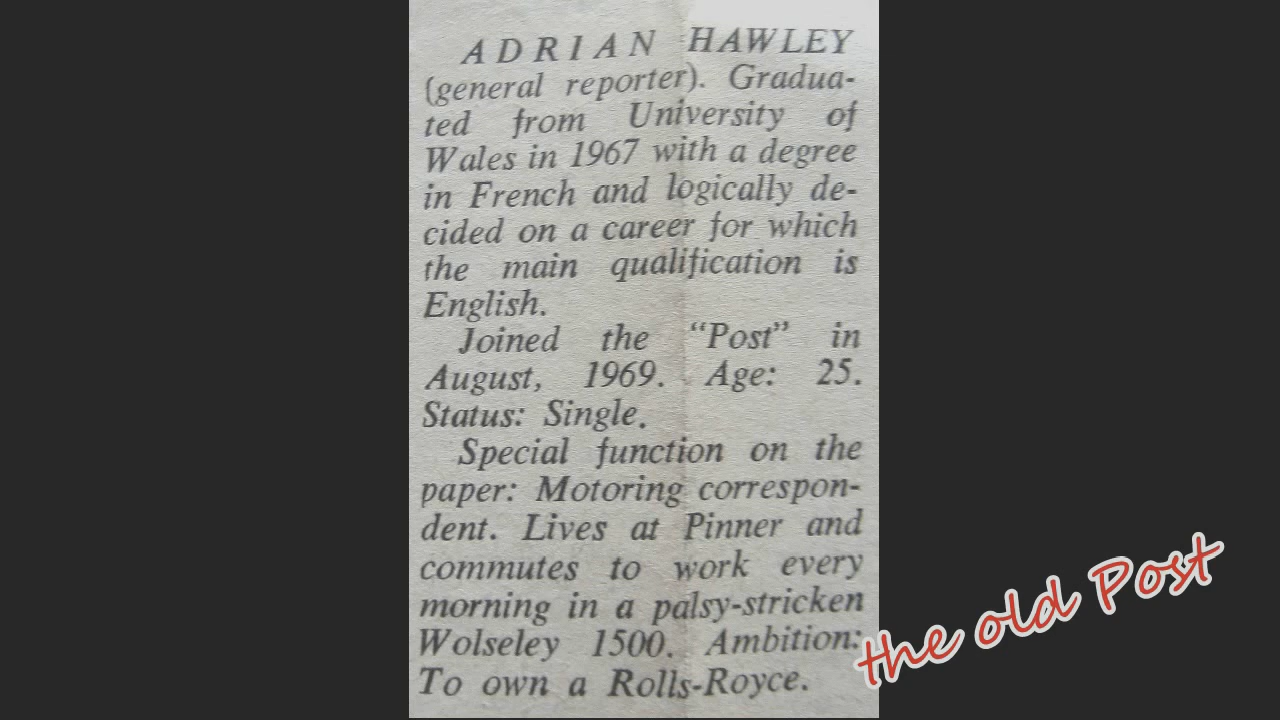 ADRIAN HAWLEY
(general reporter). Gradua-
ted from University of
Wales in 1967 with a degree
in French and logically de-
cided on a career for which
the main qualification is
English.
Joined the “Post” in
August, 1969. Age: 25.
Status: Single.
Special function on the
paper: Motoring correspon-
dent. Lives at Pinner and
commutes to work every
morning in a palsy-stricken
Wolseley 1500. Ambition:
To own a Rolls-Royce.
the old Post